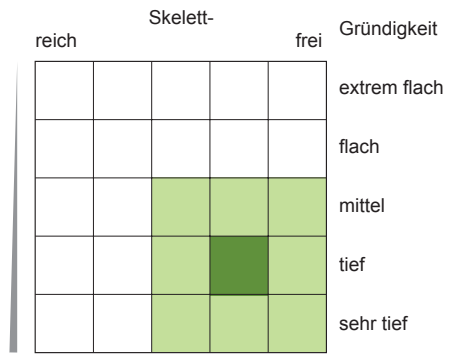 Skelett-
reich frei
Gründigkeit
extrem flach
flach
mittel
tief
sehr tief